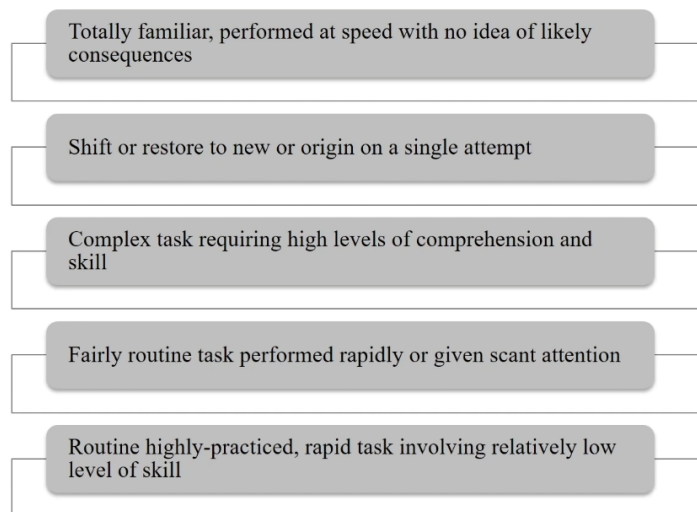 Totally familiar, performed at speed with no idea of likely
consequences
Shift or restore to new or origin on a single attempt
Complex task requiring high levels of comprehension and
skill
Fairly routine task performed rapidly or given scant attention
Routine highly-practiced, rapid task involving relatively low
level of skill